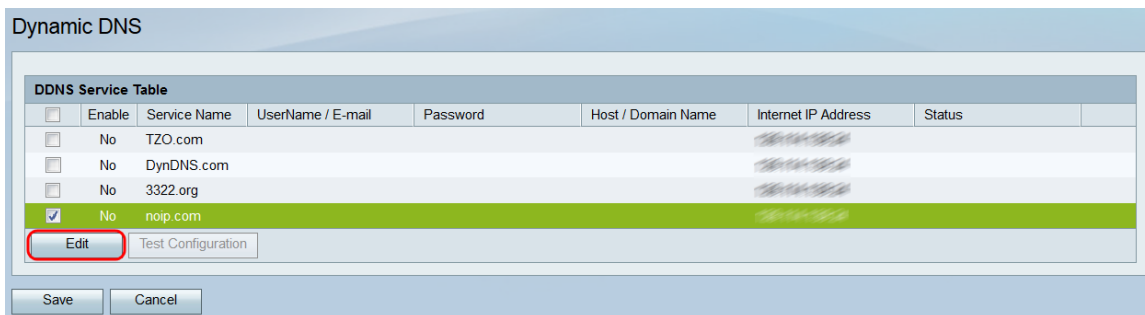 Dynamic DNS
DDNS Service Table
Enable Service Name UserName / E-mail Password Host / Domain Name Internet IP Address Status
No TZO.com
No DynDNS.com
No 3322.org
No noip.com
Edit Test Configuration
Save Cancel